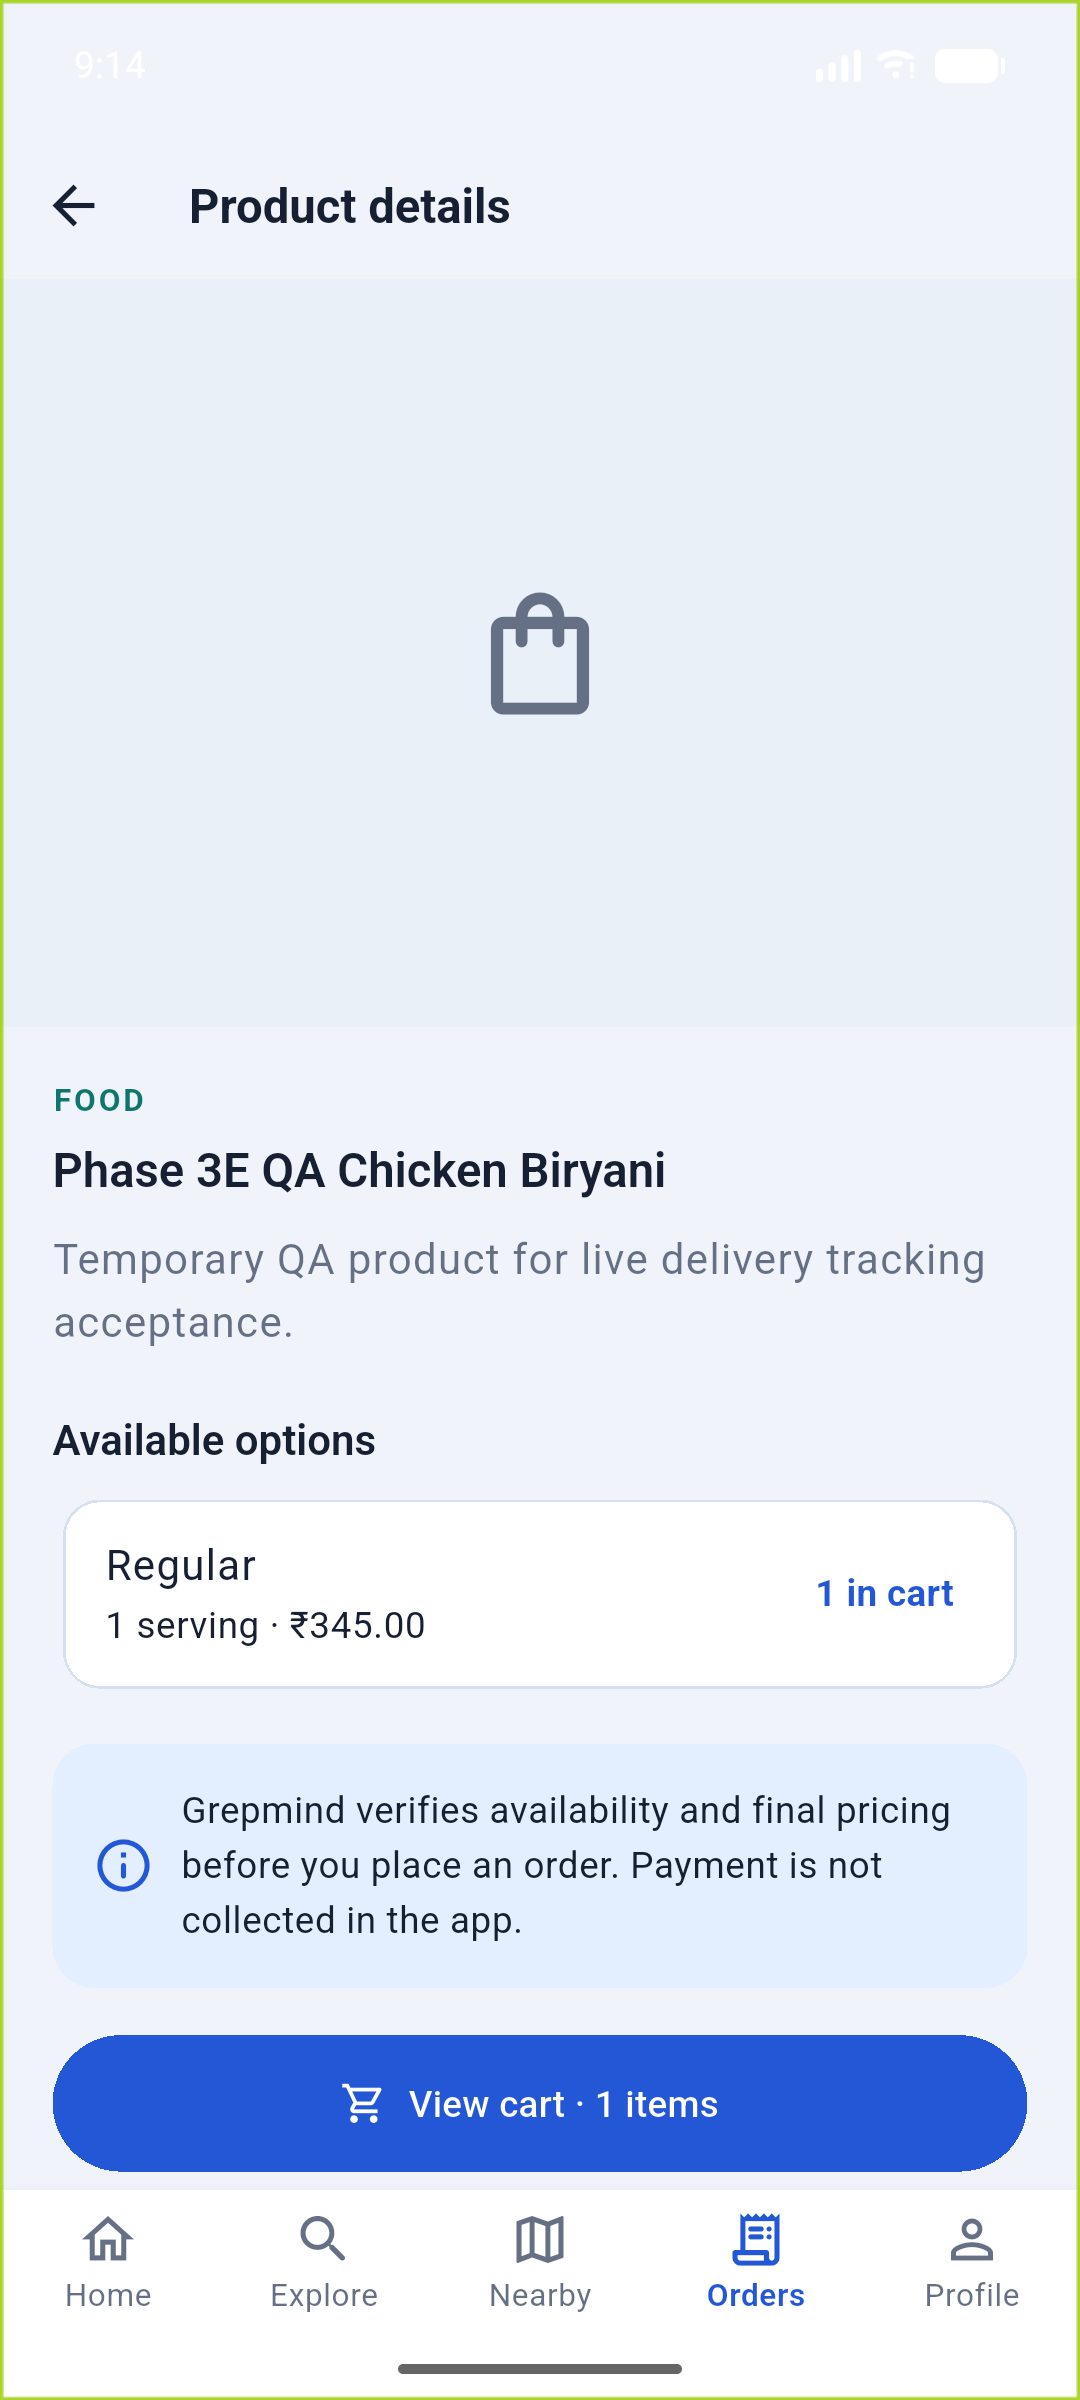 9:14
Product details
FOOD
Phase 3E QA Chicken Biryani
Temporary QA product for live delivery tracking
acceptance.
Available options
Regular
1 serving · ₹345.00
1 in cart
Grepmind verifies availability and final pricing
before you place an order. Payment is not
collected in the app.
View cart · 1 items
Home
Explore
Nearby
Orders
Profile